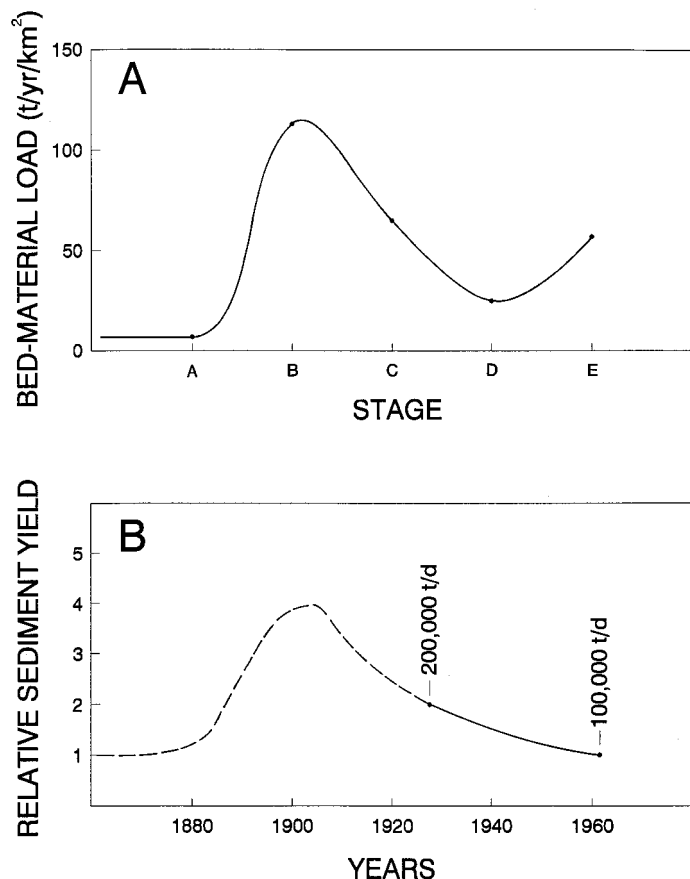 A
BED-MATERIAL LOAD (t/yr/km²)
150
100
50
0
A B C D E
STAGE
B
RELATIVE SEDIMENT YIELD
5
4
3
2
1
200,000 t/d
100,000 t/d
1880 1900 1920 1940 1960
YEARS